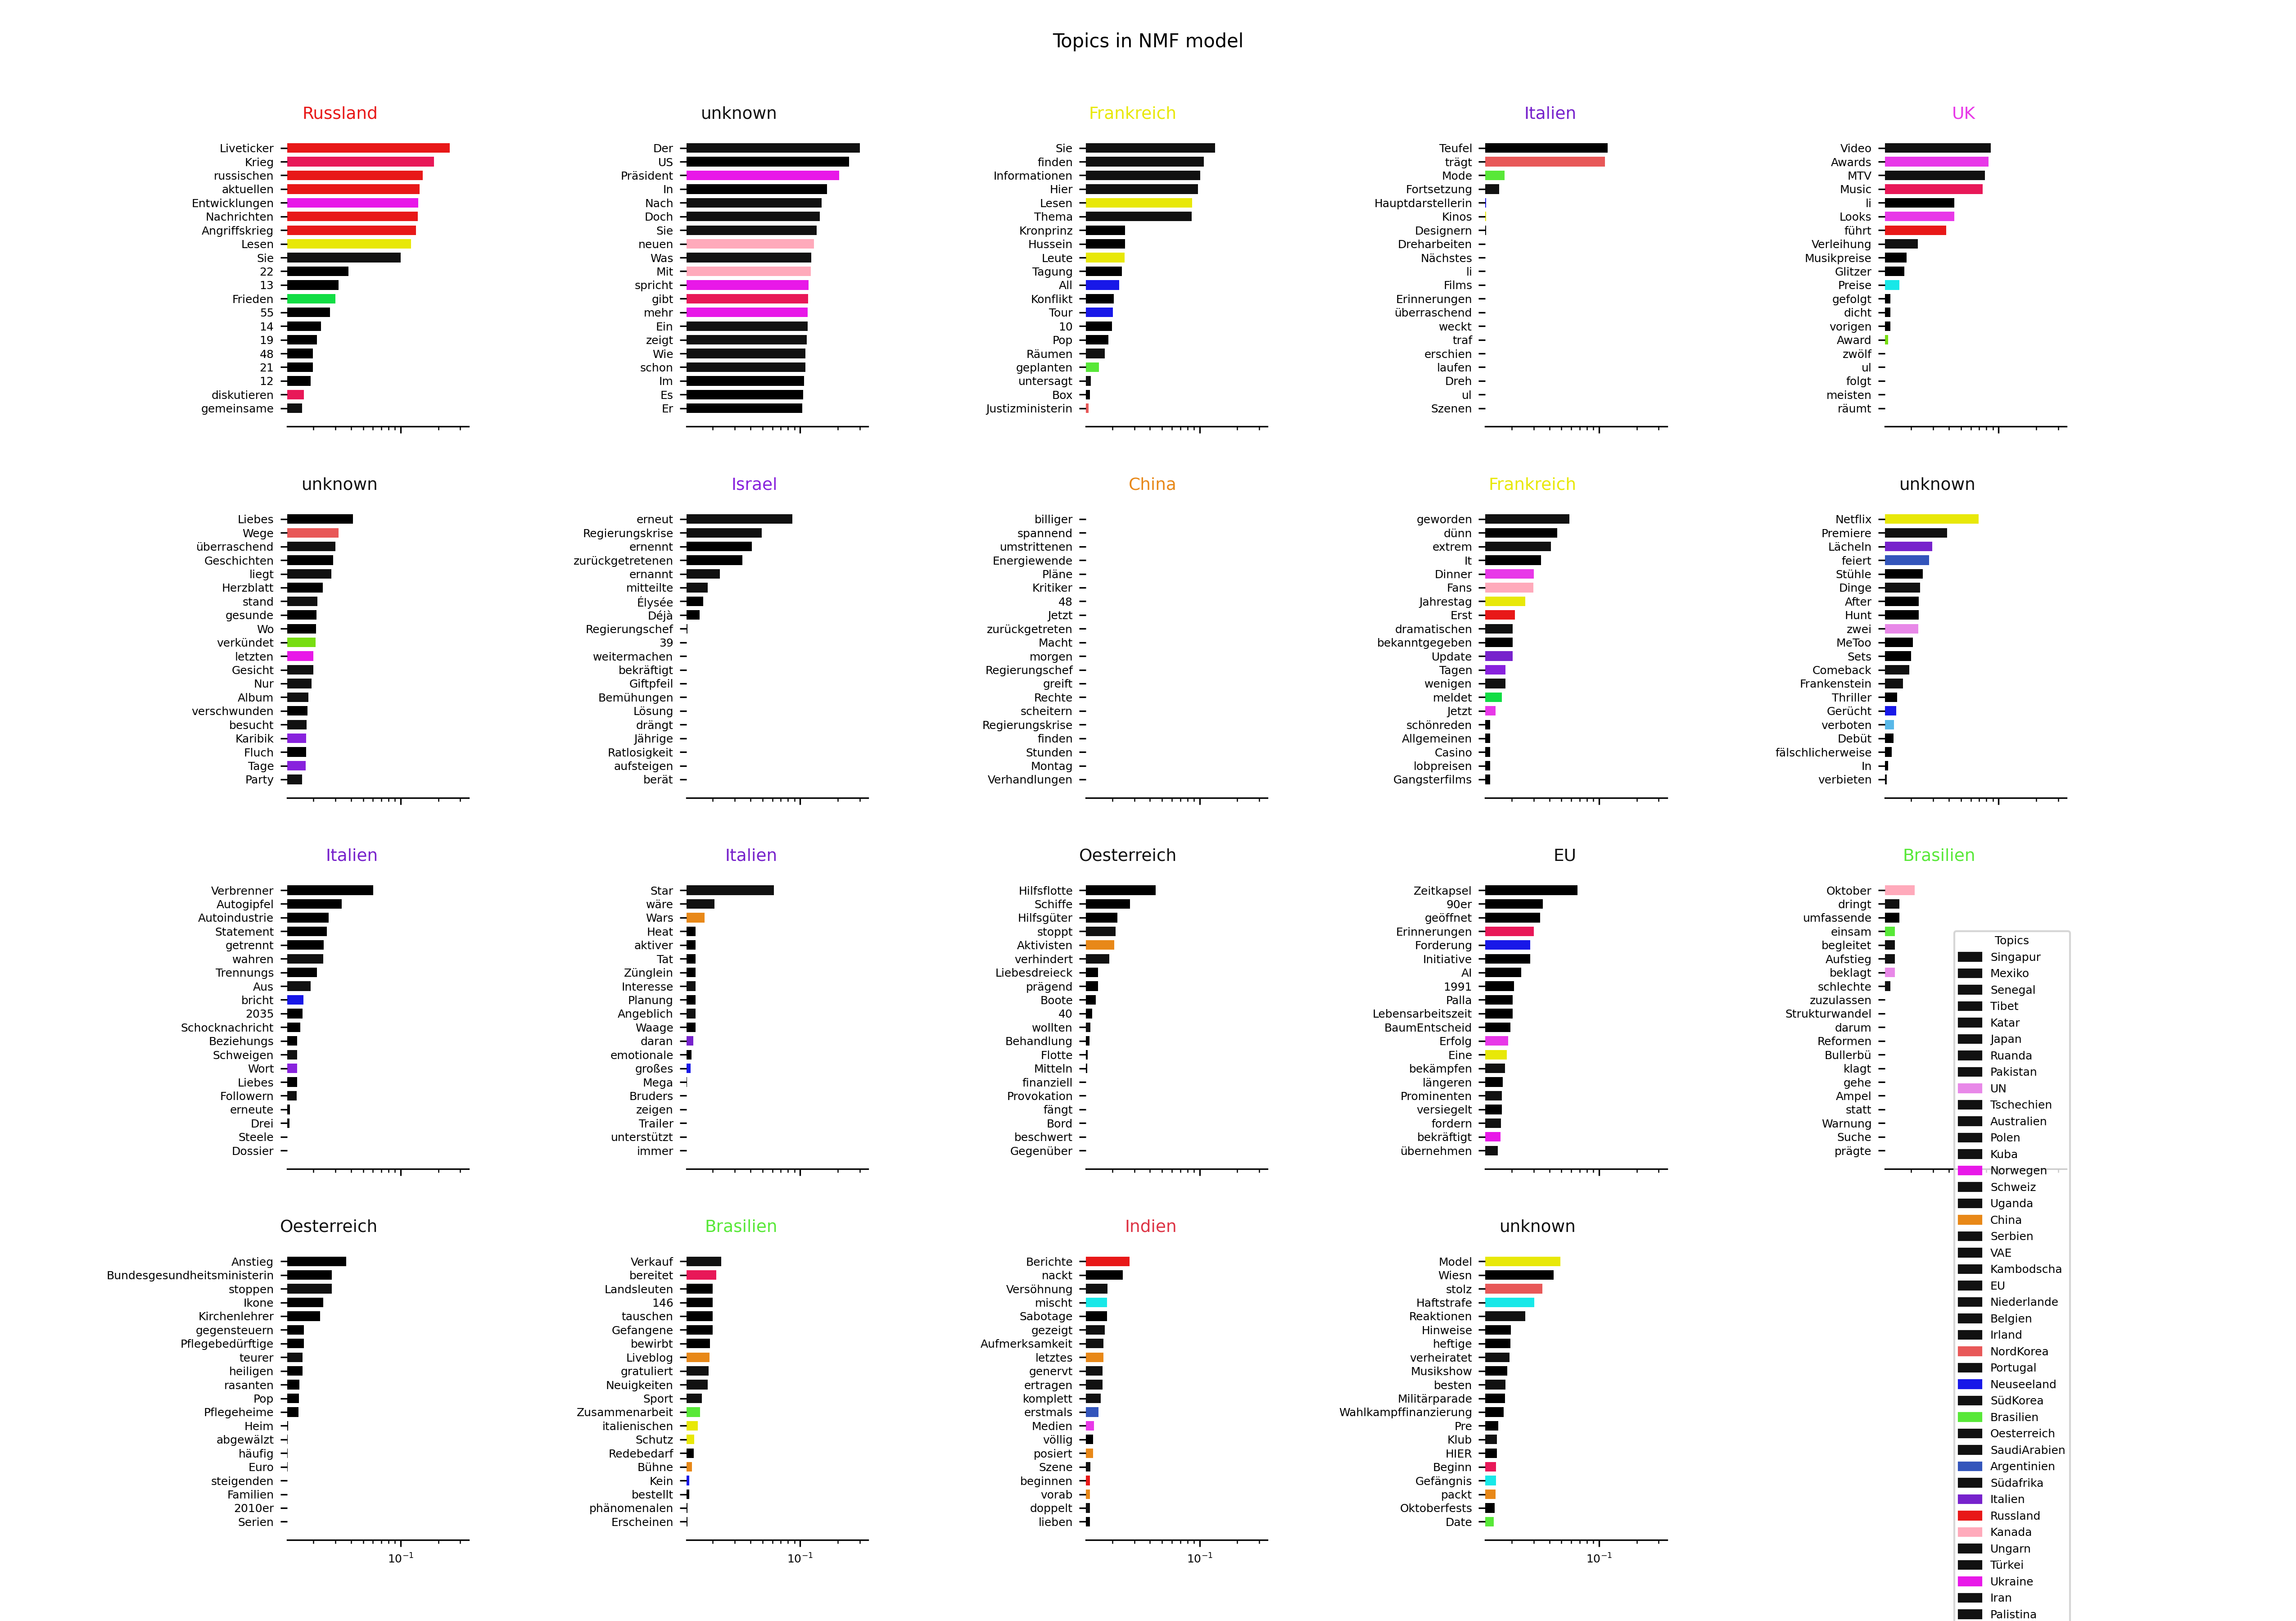 Topics in NMF model
Russland
Liveticker
Krieg
russischen
aktuellen
Entwicklungen
Nachrichten
Angriffskrieg
Lesen
Sie
22
13
Frieden
55
14
19
48
21
12
diskutieren
gemeinsame
unknown
Der
US
Präsident
In
Nach
Doch
Sie
neuen
Was
Mit
spricht
gibt
mehr
Ein
zeigt
Wie
schon
Im
Es
Er
Frankreich
Sie
finden
Informationen
Hier
Lesen
Thema
Kronprinz
Hussein
Leute
Tagung
All
Konflikt
Tour
10
Pop
Räumen
geplanten
untersagt
Box
Justizministerin
Italien
Teufel
trägt
Mode
Fortsetzung
Hauptdarstellerin
Kinos
Designern
Dreharbeiten
Nächstes
li
Films
Erinnerungen
überraschend
weckt
traf
erschien
laufen
Dreh
ul
Szenen
UK
Video
Awards
MTV
Music
li
Looks
führt
Verleihung
Musikpreise
Glitzer
Preise
gefolgt
dicht
vorigen
Award
zwölf
ul
folgt
meisten
räumt
unknown
Liebes
Wege
überraschend
Geschichten
liegt
Herzblatt
stand
gesunde
Wo
verkündet
letzten
Gesicht
Nur
Album
verschwunden
besucht
Karibik
Fluch
Tage
Party
Israel
erneut
Regierungskrise
ernennt
zurückgetretenen
ernannt
mitteilte
Élysée
Déjà
Regierungschef
39
weitermachen
bekräftigt
Giftpfeil
Bemühungen
Lösung
drängt
Jährige
Ratlosigkeit
aufsteigen
berät
China
billiger
spannend
umstrittenen
Energiewende
Pläne
Kritiker
48
Jetzt
zurückgetreten
Macht
morgen
Regierungschef
greift
Rechte
scheitern
Regierungskrise
finden
Stunden
Montag
Verhandlungen
Frankreich
geworden
dünn
extrem
It
Dinner
Fans
Jahrestag
Erst
dramatischen
bekanntgegeben
Update
Tagen
wenigen
meldet
Jetzt
schönreden
Allgemeinen
Casino
lobpreisen
Gangsterfilms
unknown
Netflix
Premiere
Lächeln
feiert
Stühle
Dinge
After
Hunt
zwei
MeToo
Sets
Comeback
Frankenstein
Thriller
Gerücht
verboten
Debüt
fälschlicherweise
In
verbieten
Italien
Verbrenner
Autogipfel
Autoindustrie
Statement
getrennt
wahren
Trennungs
Aus
bricht
2035
Schocknachricht
Beziehungs
Schweigen
Wort
Liebes
Followern
erneute
Drei
Steele
Dossier
Italien
Star
wäre
Wars
Heat
aktiver
Tat
Zünglein
Interesse
Planung
Angeblich
Waage
daran
emotionale
großes
Mega
Bruders
zeigen
Trailer
unterstützt
immer
Oesterreich
Hilfsflotte
Schiffe
Hilfsgüter
stoppt
Aktivisten
verhindert
Liebesdreieck
prägend
Boote
40
wollten
Behandlung
Flotte
Mitteln
finanziell
Provokation
fängt
Bord
beschwert
Gegenüber
EU
Zeitkapsel
90er
geöffnet
Erinnerungen
Forderung
Initiative
AI
1991
Palla
Lebensarbeitszeit
BaumEntscheid
Erfolg
Eine
bekämpfen
längeren
Prominenten
versiegelt
fordern
bekräftigt
übernehmen
Brasilien
Oktober
dringt
umfassende
einsam
begleitet
Aufstieg
beklagt
schlechte
zuzulassen
Strukturwandel
darum
Reformen
Bullerbü
klagt
gehe
Ampel
statt
Warnung
Suche
prägte
Oesterreich
Anstieg
Bundesgesundheitsministerin
stoppen
Ikone
Kirchenlehrer
gegensteuern
Pflegebedürftige
teurer
heiligen
rasanten
Pop
Pflegeheime
Heim
abgewälzt
häufig
Euro
steigenden
Familien
2010er
Serien
10⁻¹
Brasilien
Verkauf
bereitet
Landsleuten
146
tauschen
Gefangene
bewirbt
Liveblog
gratuliert
Neuigkeiten
Sport
Zusammenarbeit
italienischen
Schutz
Redebedarf
Bühne
Kein
bestellt
phänomenalen
Erscheinen
10⁻¹
Indien
Berichte
nackt
Versöhnung
mischt
Sabotage
gezeigt
Aufmerksamkeit
letztes
genervt
ertragen
komplett
erstmals
Medien
völlig
posiert
Szene
beginnen
vorab
doppelt
lieben
10⁻¹
unknown
Model
Wiesn
stolz
Haftstrafe
Reaktionen
Hinweise
heftige
verheiratet
Musikshow
besten
Militärparade
Wahlkampffinanzierung
Pre
Klub
HIER
Beginn
Gefängnis
packt
Oktoberfests
Date
10⁻¹
Topics
Singapur
Mexiko
Senegal
Tibet
Katar
Japan
Ruanda
Pakistan
UN
Tschechien
Australien
Polen
Kuba
Norwegen
Schweiz
Uganda
China
Serbien
VAE
Kambodscha
EU
Niederlande
Belgien
Irland
NordKorea
Portugal
Neuseeland
SüdKorea
Brasilien
Oesterreich
SaudiArabien
Argentinien
Südafrika
Italien
Russland
Kanada
Ungarn
Türkei
Ukraine
Iran
Palistina